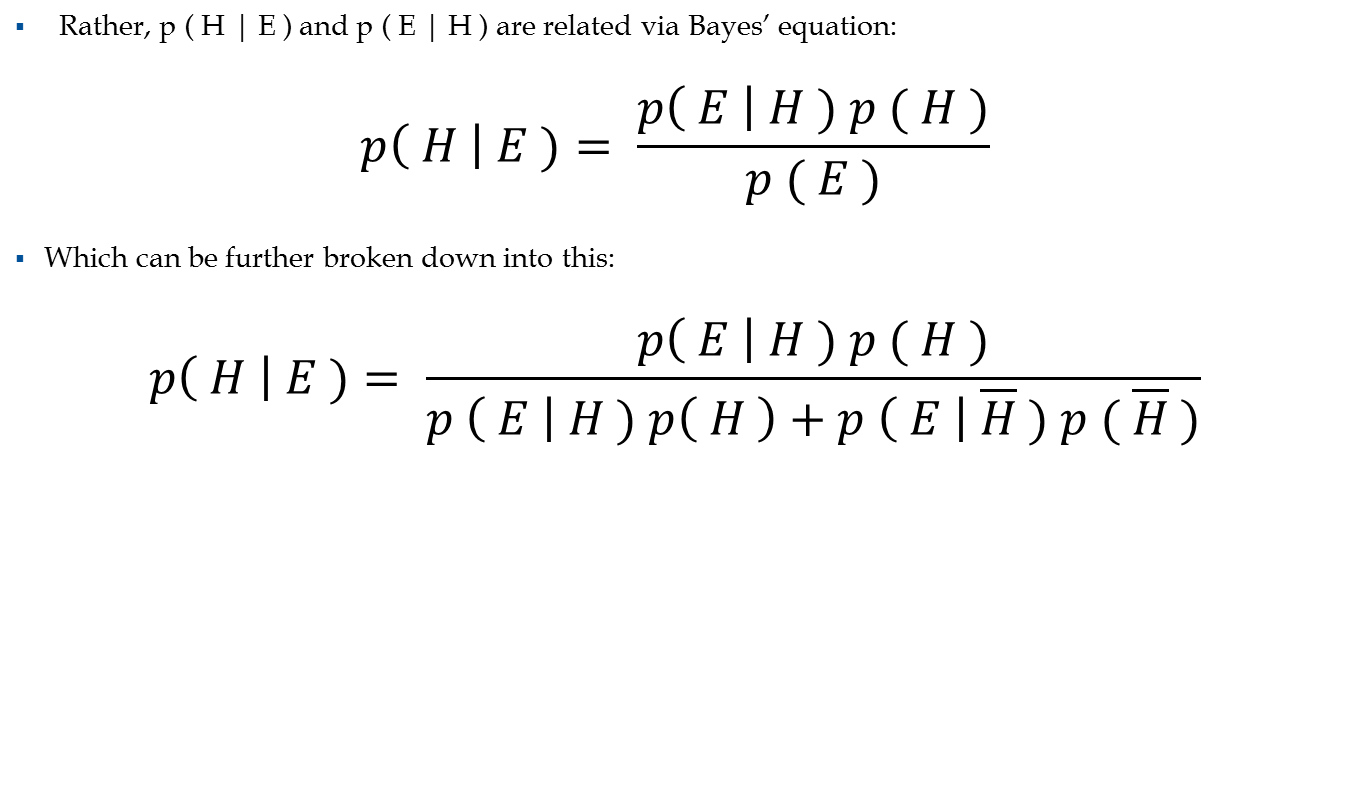 ▪ Rather, p ( H | E ) and p ( E | H ) are related via Bayes’ equation:
p( H | E ) = p( E | H ) p ( H ) / p ( E )
▪ Which can be further broken down into this:
p( H | E ) = p( E | H ) p ( H ) / p ( E | H ) p( H ) + p ( E | H̅ ) p ( H̅ )